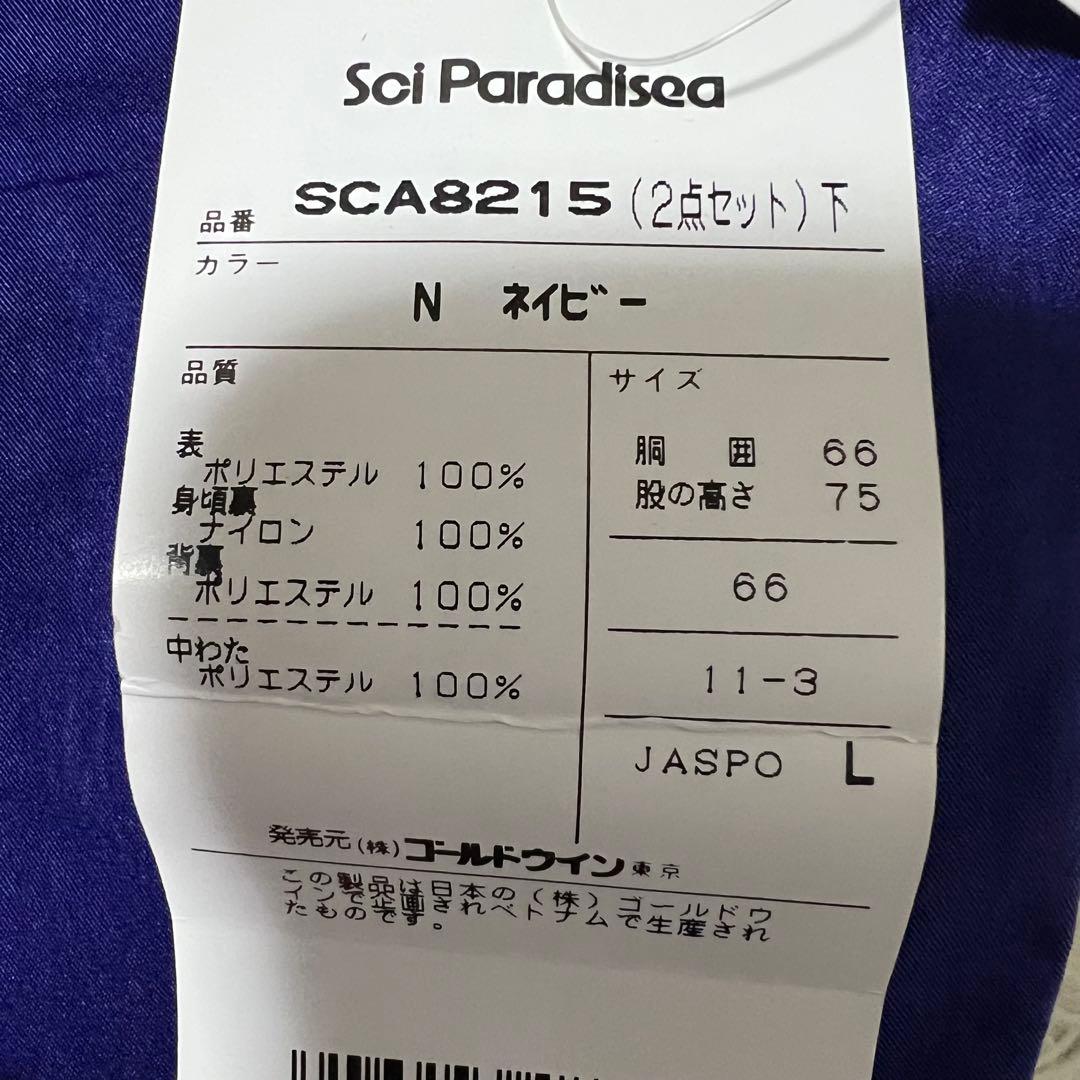 Sci Paradisea
品番 SCA8215(2点セット)下
カラー
N ネイビー
品質
表
ポリエステル 100%
身頃裏
ナイロン 100%
背裏
ポリエステル 100%
中わた
ポリエステル 100%
サイズ
胴囲 66
股の高さ 75
66
11-3
JASPO L
発売元(株)ゴールドウイン東京
この製品は日本の(株)ゴールドウ
インで企画されベトナムで生産され
たものです。